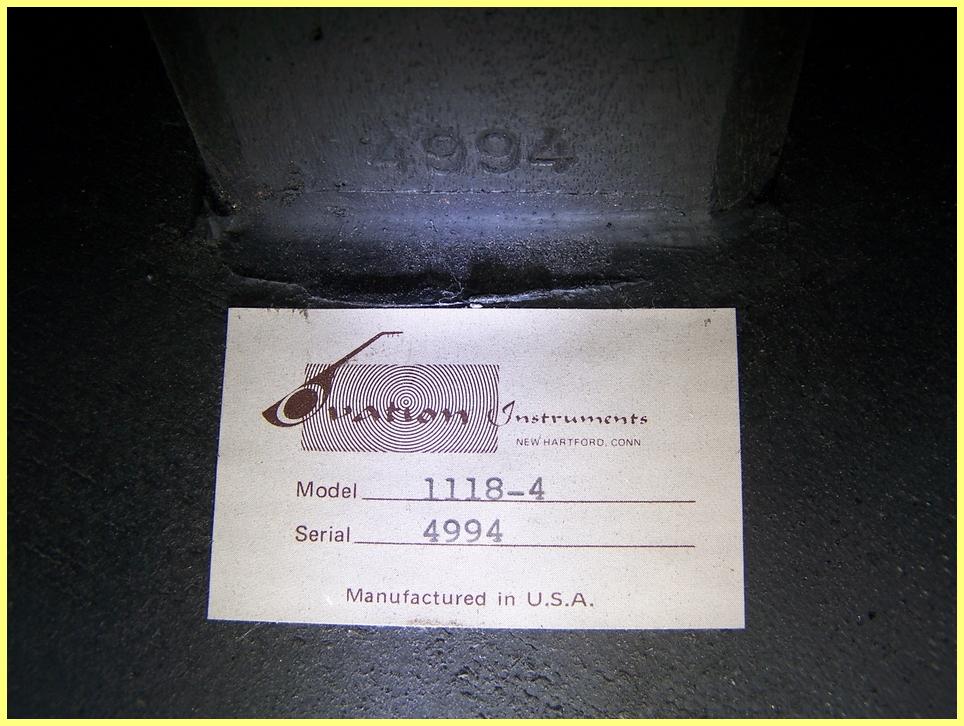 4994
Ovation Instruments
NEW HARTFORD, CONN
Model 1118-4
Serial 4994
Manufactured in U.S.A.